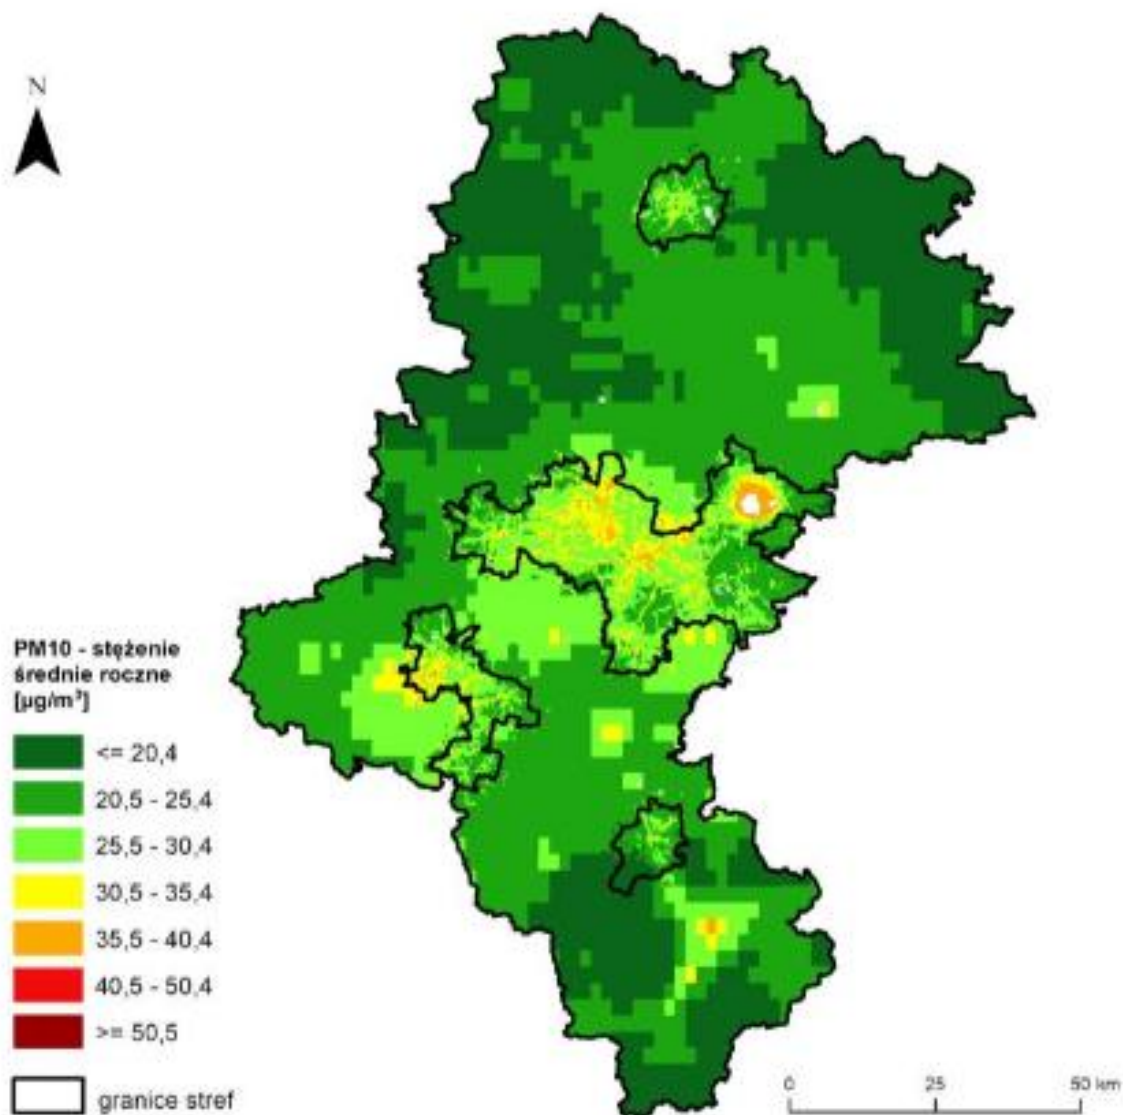 N
PM10 - stężenie
średnie roczne
[µg/m³]
<= 20,4
20,5 - 25,4
25,5 - 30,4
30,5 - 35,4
35,5 - 40,4
40,5 - 50,4
>= 50,5
granice stref
0 25 50 km